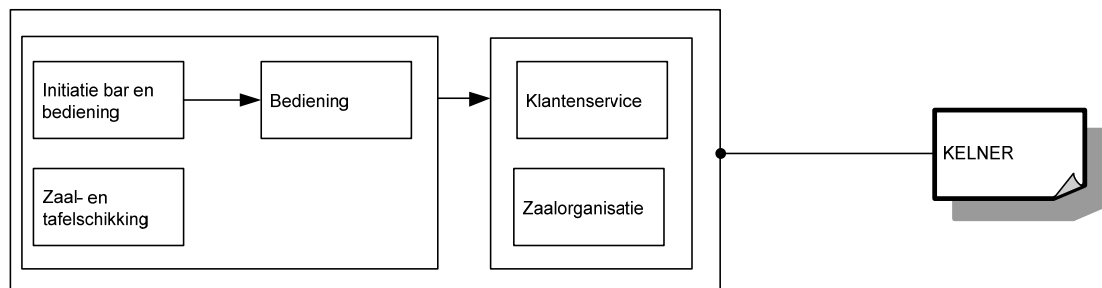 Initiatie bar en
bediening
Bediening
Zaal- en
tafelschikking
Klantenservice
Zaalorganisatie
KELNER